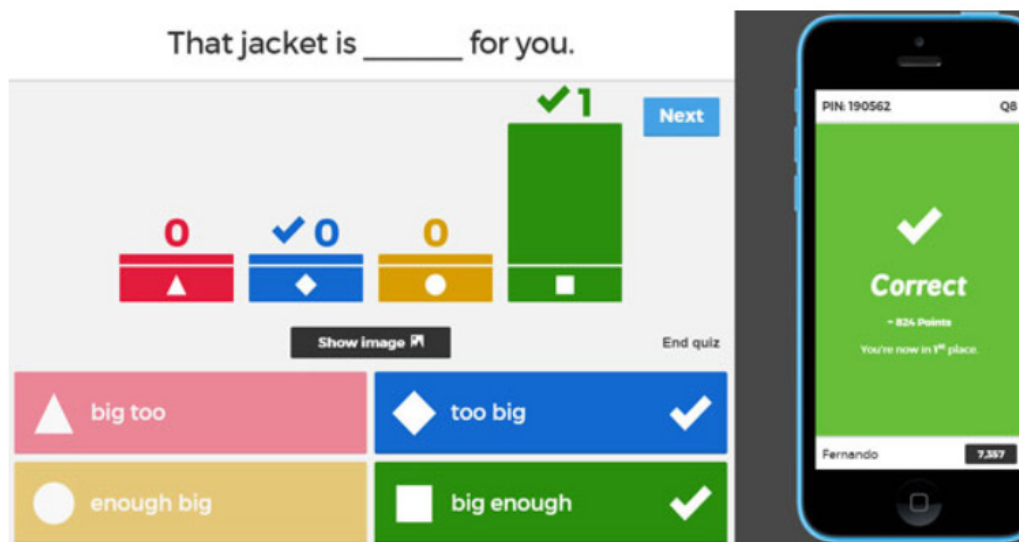 That jacket is ______ for you.
1
Next
0
0
0
Show image
End quiz
big too
too big
enough big
big enough
PIN: 190562
Q8
Correct
+ 824 Points
You're now in 1st place.
Fernando
7,357